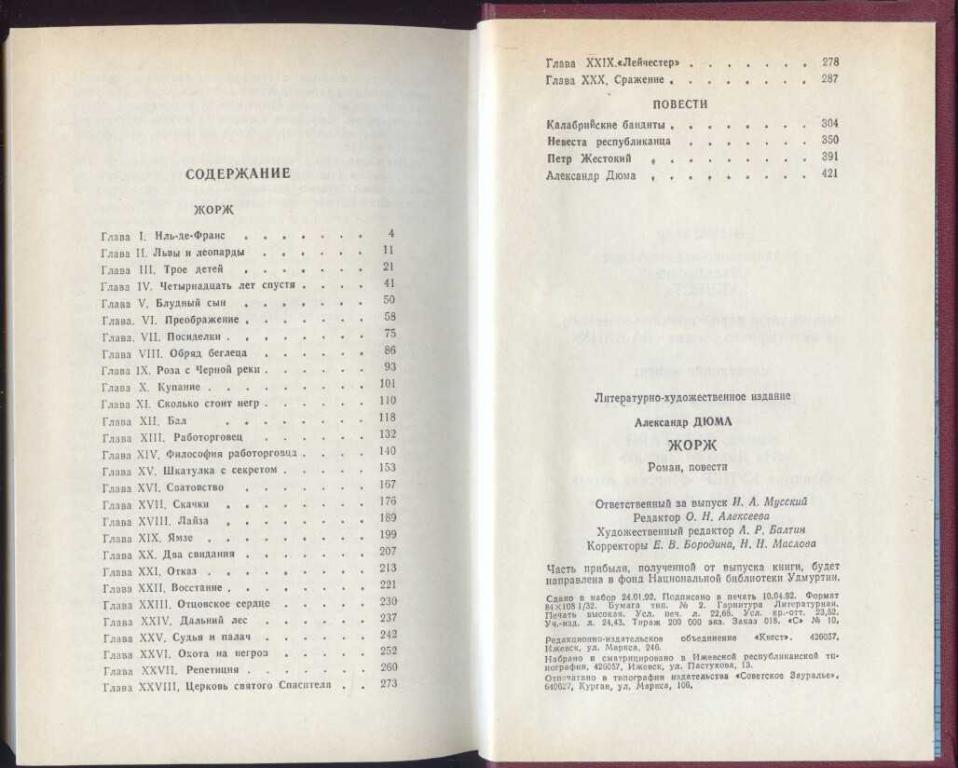 СОДЕРЖАНИЕ
ЖОРЖ
Глава I. Иль-де-Франс . . . . . . . 4
Глава II. Львы и леопарды . . . . . . 11
Глава III. Трое детей . . . . . . . 21
Глава IV. Четырнадцать лет спустя . . . . 41
Глава V. Блудный сын . . . . . . . 50
Глава. VI. Преображение . . . . . . . 58
Глава. VII. Посиделки . . . . . . . . 75
Глава VIII. Обряд беглеца . . . . . . 86
Глава IX. Роза с Черной реки . . . . . . 93
Глава X. Купание . . . . . . . . . 101
Глава XI. Сколько стоит негр . . . . . . 110
Глава XII. Бал . . . . . . . . 118
Глава XIII. Работорговец . . . . . . 132
Глава XIV. Философия работорговца . . . . 140
Глава XV. Шкатулка с секретом . . . . . 153
Глава XVI. Сватовство . . . . . . . 167
Глава XVII. Скачки . . . . . . . . 176
Глава XVIII. Лайза . . . . . . . . 189
Глава XIX. Ямзе . . . . . . . . . 199
Глава XX. Два свидания . . . . . . . 207
Глава XXI. Отказ . . . . . . . . . 213
Глава XXII. Восстание . . . . . . . . 221
Глава XXIII. Отцовское сердце . . . . . 230
Глава XXIV. Дальний лес . . . . . . 237
Глава XXV. Судья и палач . . . . . . 242
Глава XXVI. Охота на негров . . . . . 252
Глава XXVII. Репетиция . . . . . . . 260
Глава XXVIII, Церковь святого Спасителя . . 273
Глава XXIX.«Лейчестер» . . . . . . . 278
Глава XXX. Сражение . . . . . . . . 287
ПОВЕСТИ
Калабрийские бандиты . . . . . . . . 304
Невеста республиканца . . . . . . . 350
Петр Жестокий . . . . . . . . . 391
Александр Дюма . . . . . . . . . 421
Литературно-художественное издание
Александр ДЮМА
ЖОРЖ
Роман, повести
Ответственный за выпуск И. А. Мусский
Редактор О. Н. Алексеева
Художественный редактор А. Р. Балтин
Корректоры Е. В. Бородина, Н. Н. Маслова
Часть прибыли, полученной от выпуска книги, будет
направлена в фонд Национальной библиотеки Удмуртии.
Сдано в набор 24.01.92. Подписано в печать 10.04.92. Формат
84×108 1/32. Бумага тип. № 2. Гарнитура Литературная.
Печать высокая. Усл. печ. л. 22,68. Усл. кр.-отт. 23,52.
Уч.-изд. л. 24,43. Тираж 200 000 экз. Заказ 018. «С» № 10.
Редакционно-издательское объединение «Квест». 426057,
Ижевск, ул. Маркса, 246.
Набрано и сматрицировано в Ижевской республиканской ти-
пографии, 426057, Ижевск, ул. Пастухова, 13.
Отпечатано в типографии издательства «Советское Зауралье»,
640627, Курган, ул. Маркса, 106.